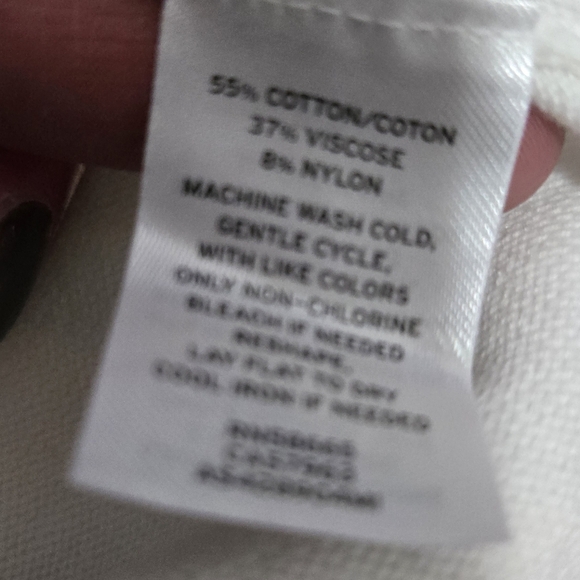 55% COTTON/COTON
37% VISCOSE
8% NYLON
MACHINE WASH COLD,
GENTLE CYCLE,
WITH LIKE COLORS
ONLY NON-CHLORINE
BLEACH IF NEEDED
RESHAPE,
LAY FLAT TO DRY
COOL IRON IF NEEDED